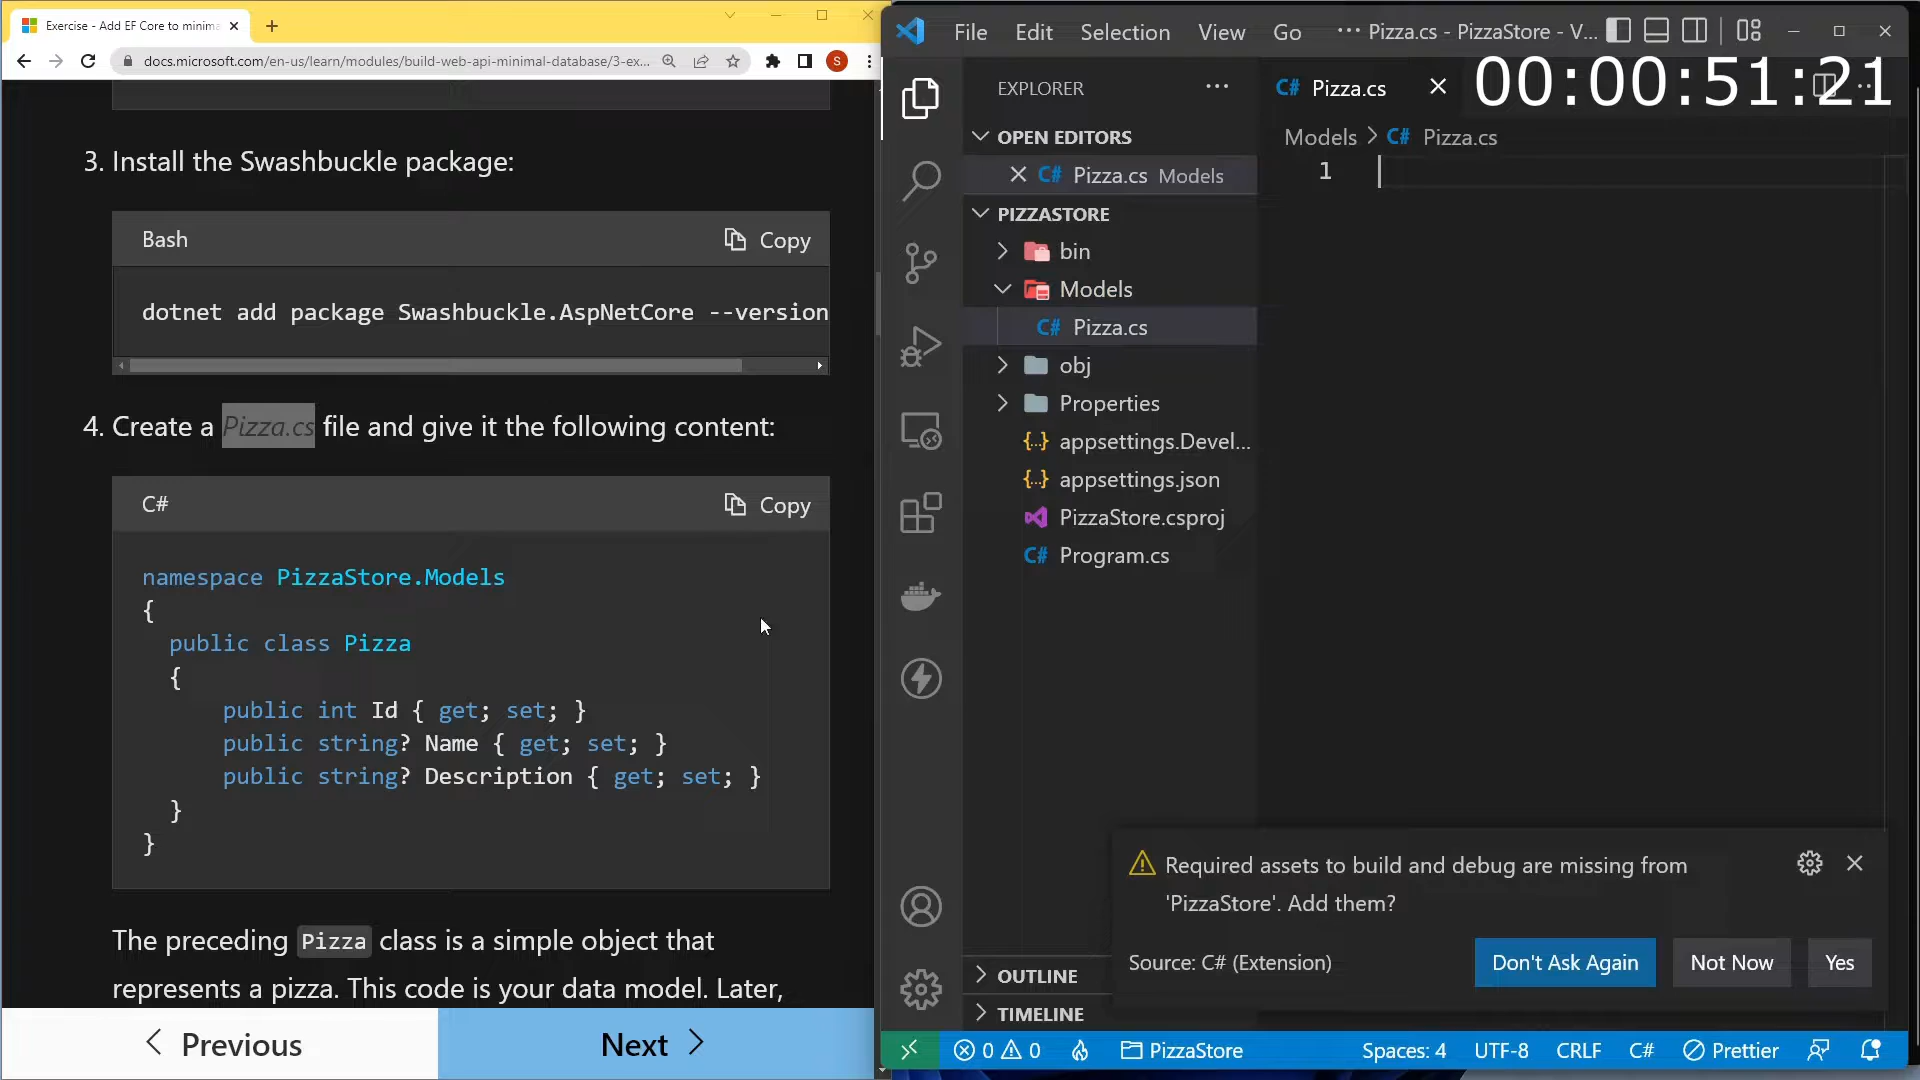 Exercise - Add EF Core to minima
docs.microsoft.com/en-us/learn/modules/build-web-api-minimal-database/3-ex...
S
3. Install the Swashbuckle package:
Bash
Copy
dotnet add package Swashbuckle.AspNetCore --version
4. Create a Pizza.cs file and give it the following content:
C#
Copy
namespace PizzaStore.Models
{
public class Pizza
{
public int Id { get; set; }
public string? Name { get; set; }
public string? Description { get; set; }
}
}
The preceding Pizza class is a simple object that
represents a pizza. This code is your data model. Later,
Previous
Next
File Edit Selection View Go ··· Pizza.cs - PizzaStore - V...
00:00:51:21
EXPLORER ···
C# Pizza.cs
OPEN EDITORS
Models > C# Pizza.cs
C# Pizza.cs Models
1
PIZZASTORE
bin
Models
C# Pizza.cs
obj
Properties
{..} appsettings.Devel...
{..} appsettings.json
PizzaStore.csproj
C# Program.cs
Required assets to build and debug are missing from
'PizzaStore'. Add them?
Source: C# (Extension)
Don't Ask Again
Not Now
Yes
OUTLINE
TIMELINE
0 0 PizzaStore Spaces: 4 UTF-8 CRLF C# Prettier